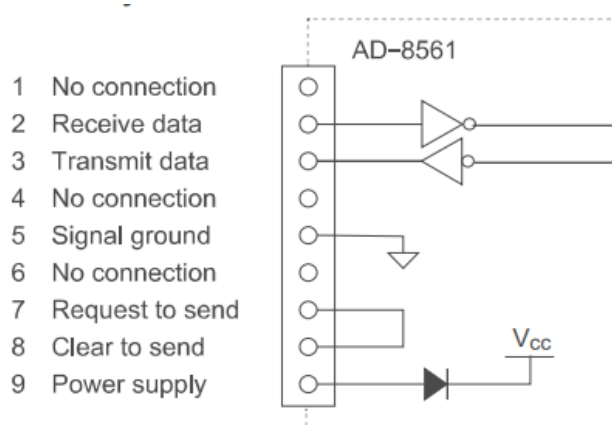 AD–8561
1 No connection
2 Receive data
3 Transmit data
4 No connection
5 Signal ground
6 No connection
7 Request to send
8 Clear to send
9 Power supply
Vcc